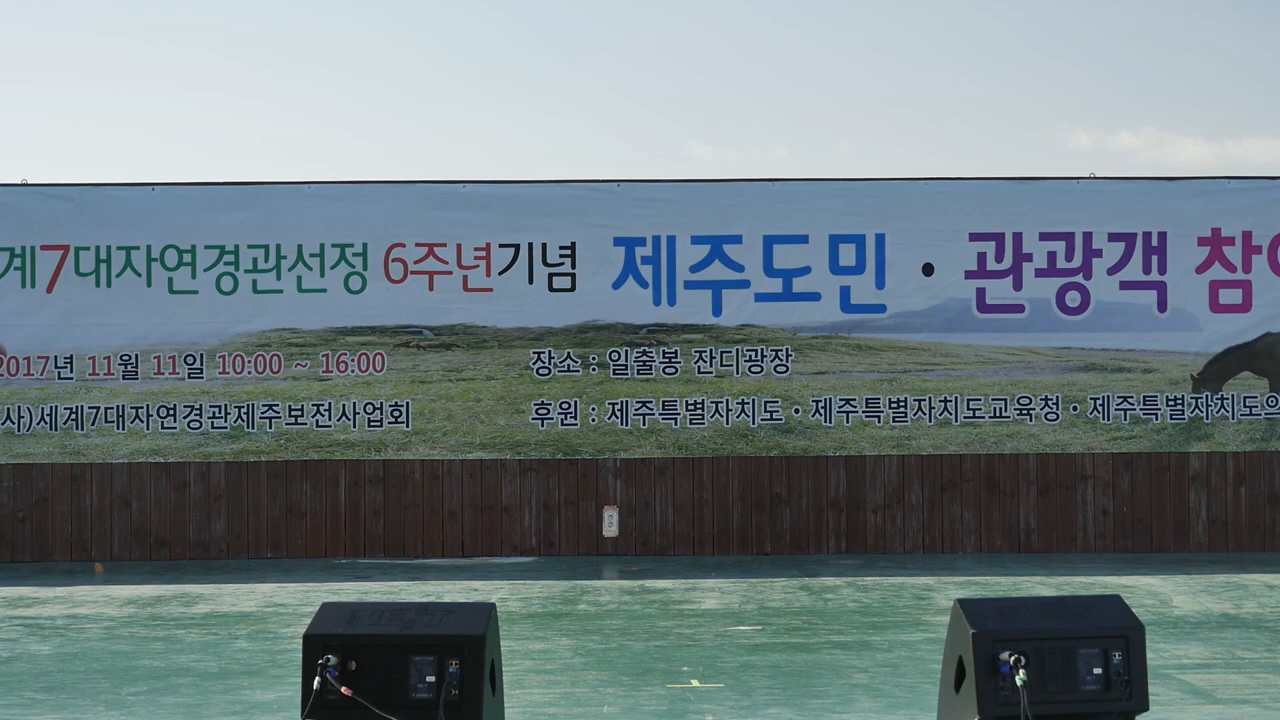 계7대자연경관선정 6주년기념 제주도민 · 관광객 참
2017년 11월 11일 10:00 ~ 16:00 장소 : 일출봉 잔디광장
사)세계7대자연경관제주보전사업회 후원 : 제주특별자치도 · 제주특별자치도교육청 · 제주특별자치도의